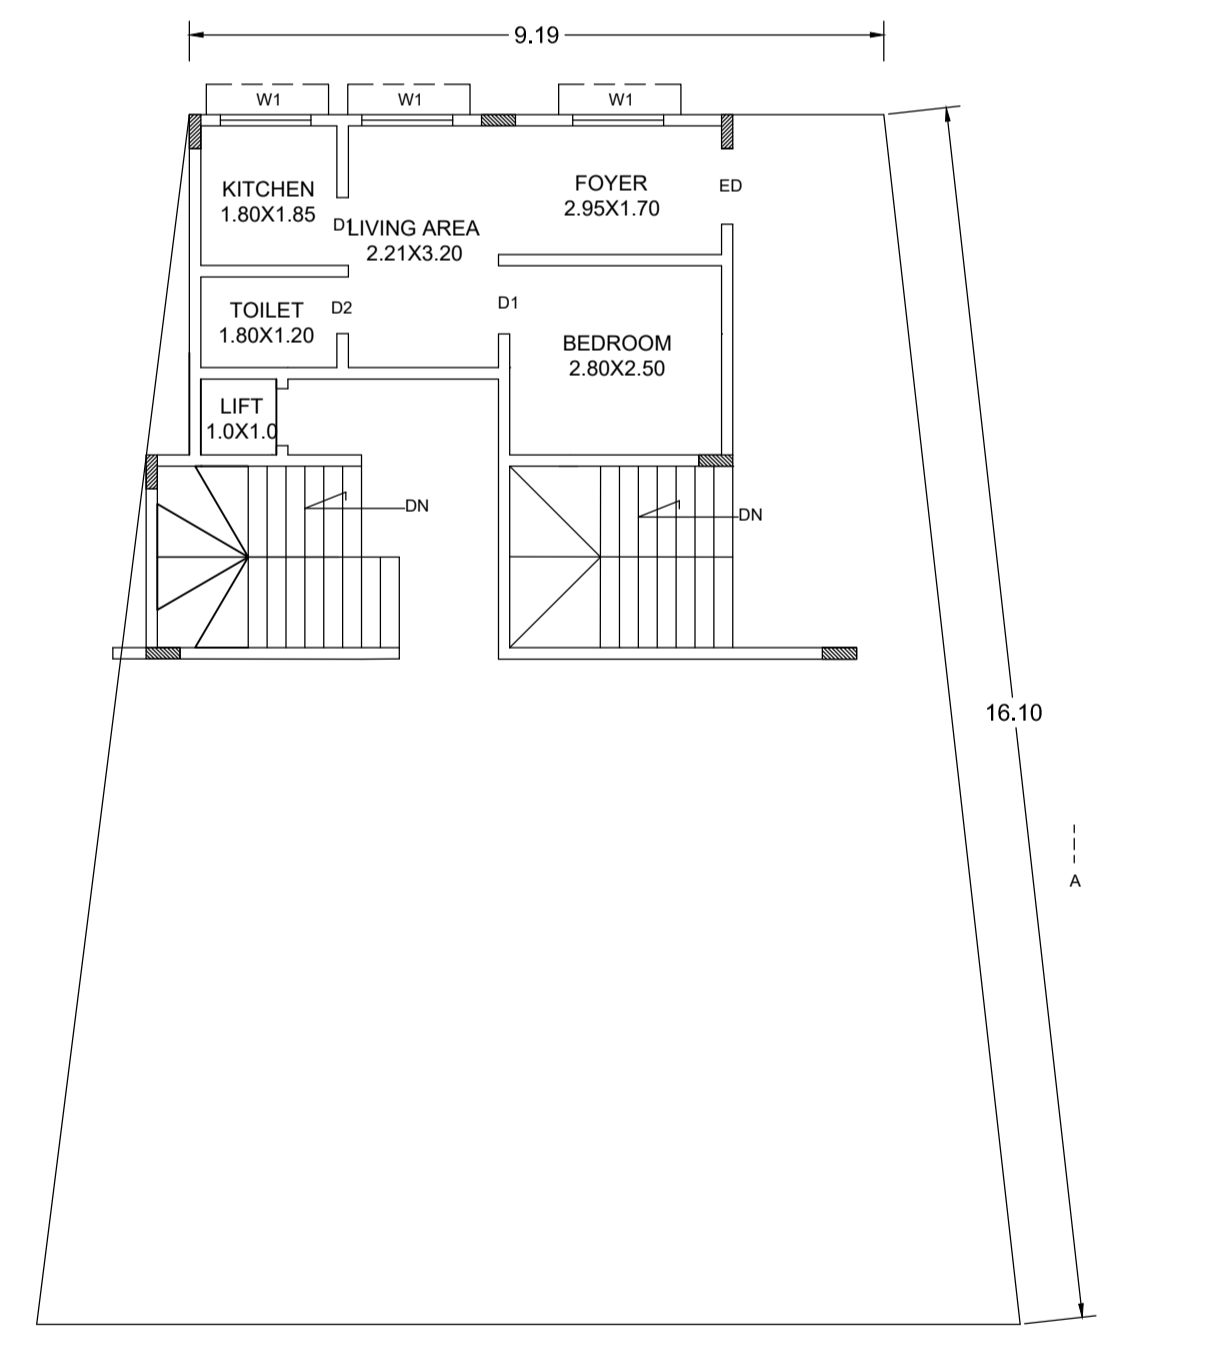 9.19
W1
W1
W1
KITCHEN
1.80X1.85
FOYER
2.95X1.70
ED
D1
LIVING AREA
2.21X3.20
TOILET
1.80X1.20
D2
D1
BEDROOM
2.80X2.50
LIFT
1.0X1.0
DN
DN
16.10
A